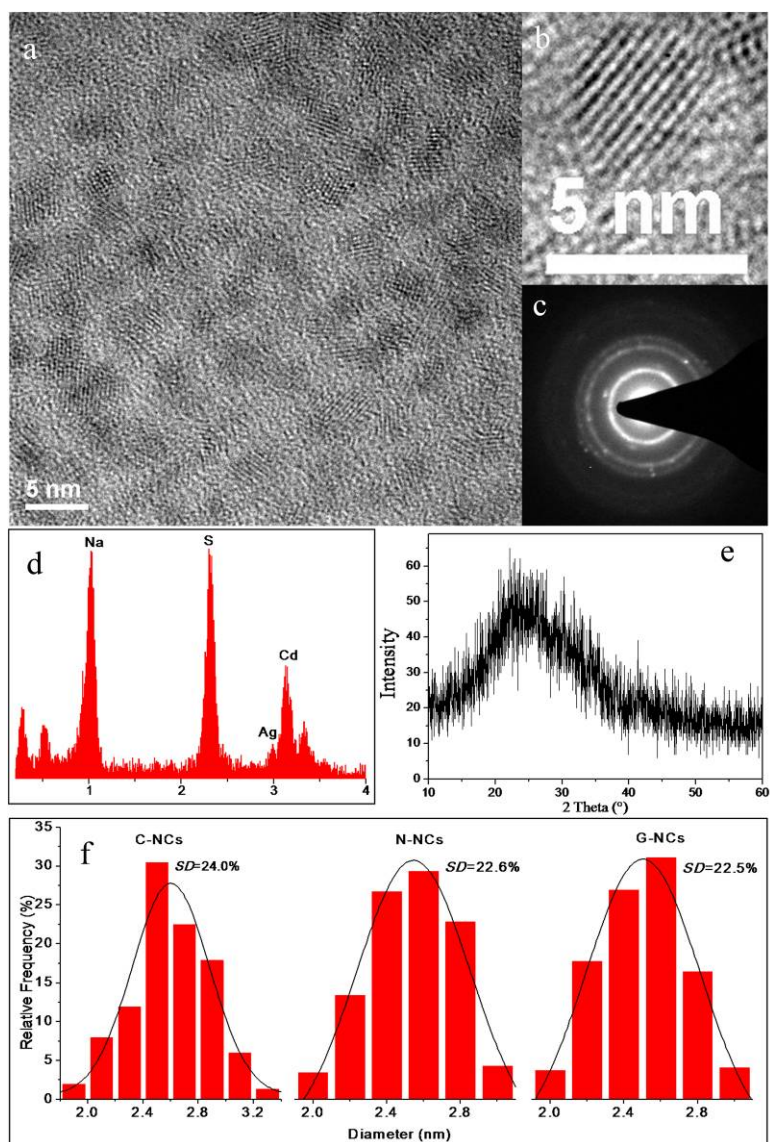 a
5 nm
b
5 nm
c
d
Na
S
Cd
Ag
1 2 3 4
e
Intensity
60
50
40
30
20
10
0
10 20 30 40 50 60
2 Theta (°)
f
C-NCs
N-NCs
G-NCs
SD=24.0%
SD=22.6%
SD=22.5%
Relative Frequency (%)
35
30
25
20
15
10
5
0
2.0 2.4 2.8 3.2
2.0 2.4 2.8
2.0 2.4 2.8
Diameter (nm)